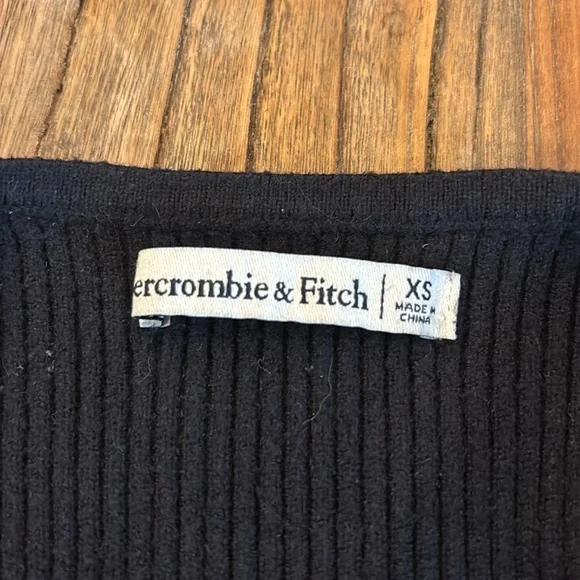 ercrombie & Fitch | XS
MADE IN
CHINA